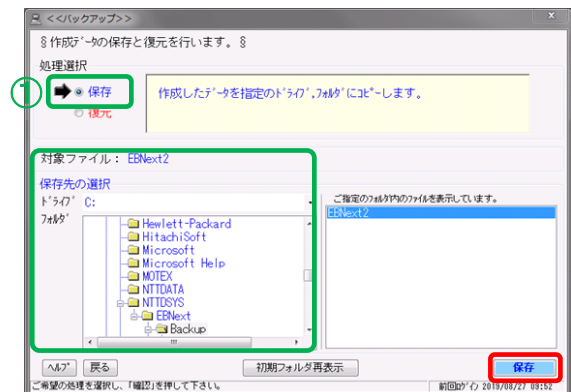 <<バックアップ>>
§作成ﾃﾞｰﾀの保存と復元を行います。§
処理選択
①
保存
復元
作成したﾃﾞｰﾀを指定のﾄﾞﾗｲﾌﾞ,ﾌｫﾙﾀﾞにｺﾋﾟｰします。
対象ファイル： EBNext2
保存先の選択
ﾄﾞﾗｲﾌﾞ C:
ﾌｫﾙﾀﾞ
Hewlett-Packard
HitachiSoft
Microsoft
Microsoft Help
MOTEX
NTTDATA
NTTDSYS
EBNext
Backup
ご指定のﾌｫﾙﾀﾞ内のﾌｧｲﾙを表示しています。
EBNext2
ﾍﾙﾌﾟ
戻る
初期フォルダ再表示
保存
ご希望の処理を選択し、「確認」を押して下さい。
前回ﾛｸﾞｲﾝ 2019/08/27 09:52